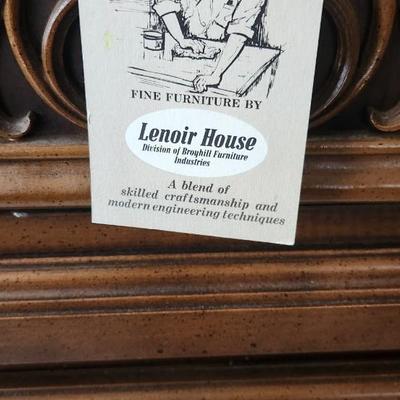 FINE FURNITURE BY
Lenoir House
Division of Broyhill Furniture
Industries
A blend of
skilled craftsmanship and
modern engineering techniques